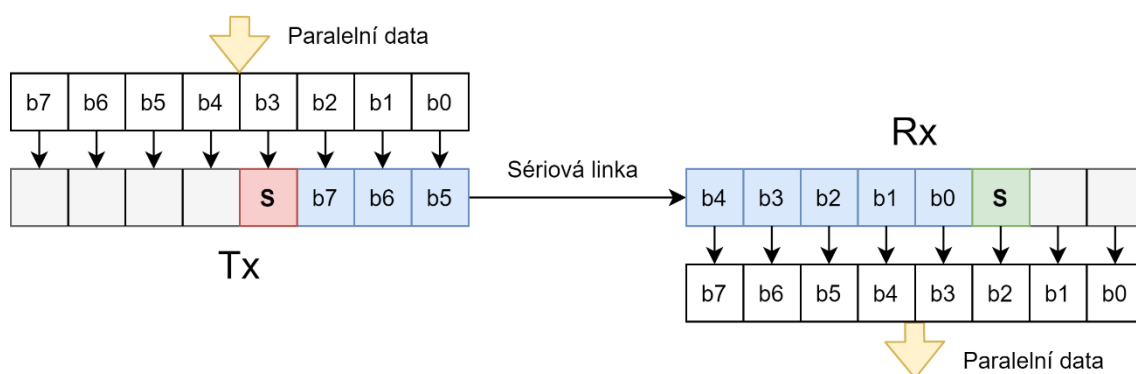 Paralelní data
b7 b6 b5 b4 b3 b2 b1 b0
Rx
S b7 b6 b5
Sériová linka
b4 b3 b2 b1 b0 S
Tx
b7 b6 b5 b4 b3 b2 b1 b0
Paralelní data